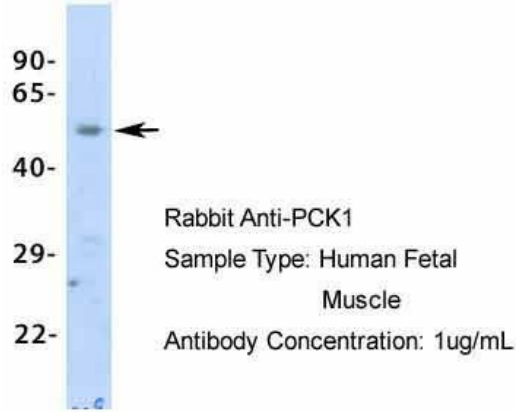 90-
65-
40-
29-
22-
Rabbit Anti-PCK1
Sample Type: Human Fetal
Muscle
Antibody Concentration: 1ug/mL